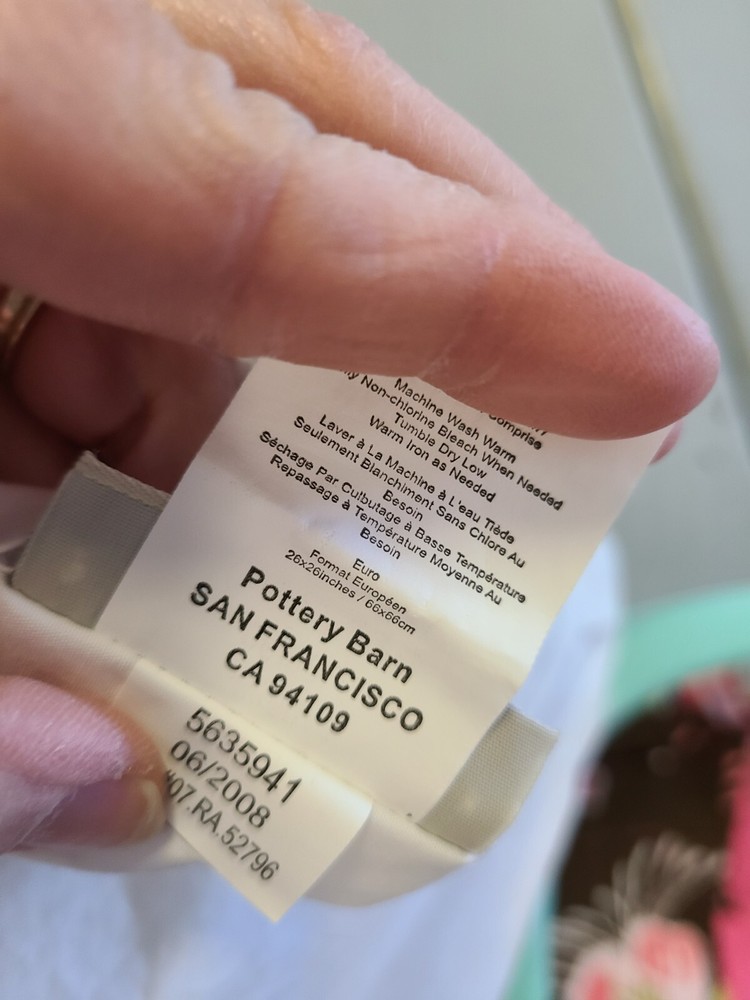 Comprise
Machine Wash Warm
Non-chlorine Bleach When Needed
Tumble Dry Low
Warm Iron as Needed
Laver à La Machine à L'eau Tiède
Seulement Blanchiment Sans Chlore Au
Besoin
Séchage Par Culbutage à Basse Température
Repassage à Température Moyenne Au
Besoin
Euro
Format Européen
26x26inches / 66x66cm
Pottery Barn
SAN FRANCISCO
CA 94109
5635941
06/2008
#07.RA.52796